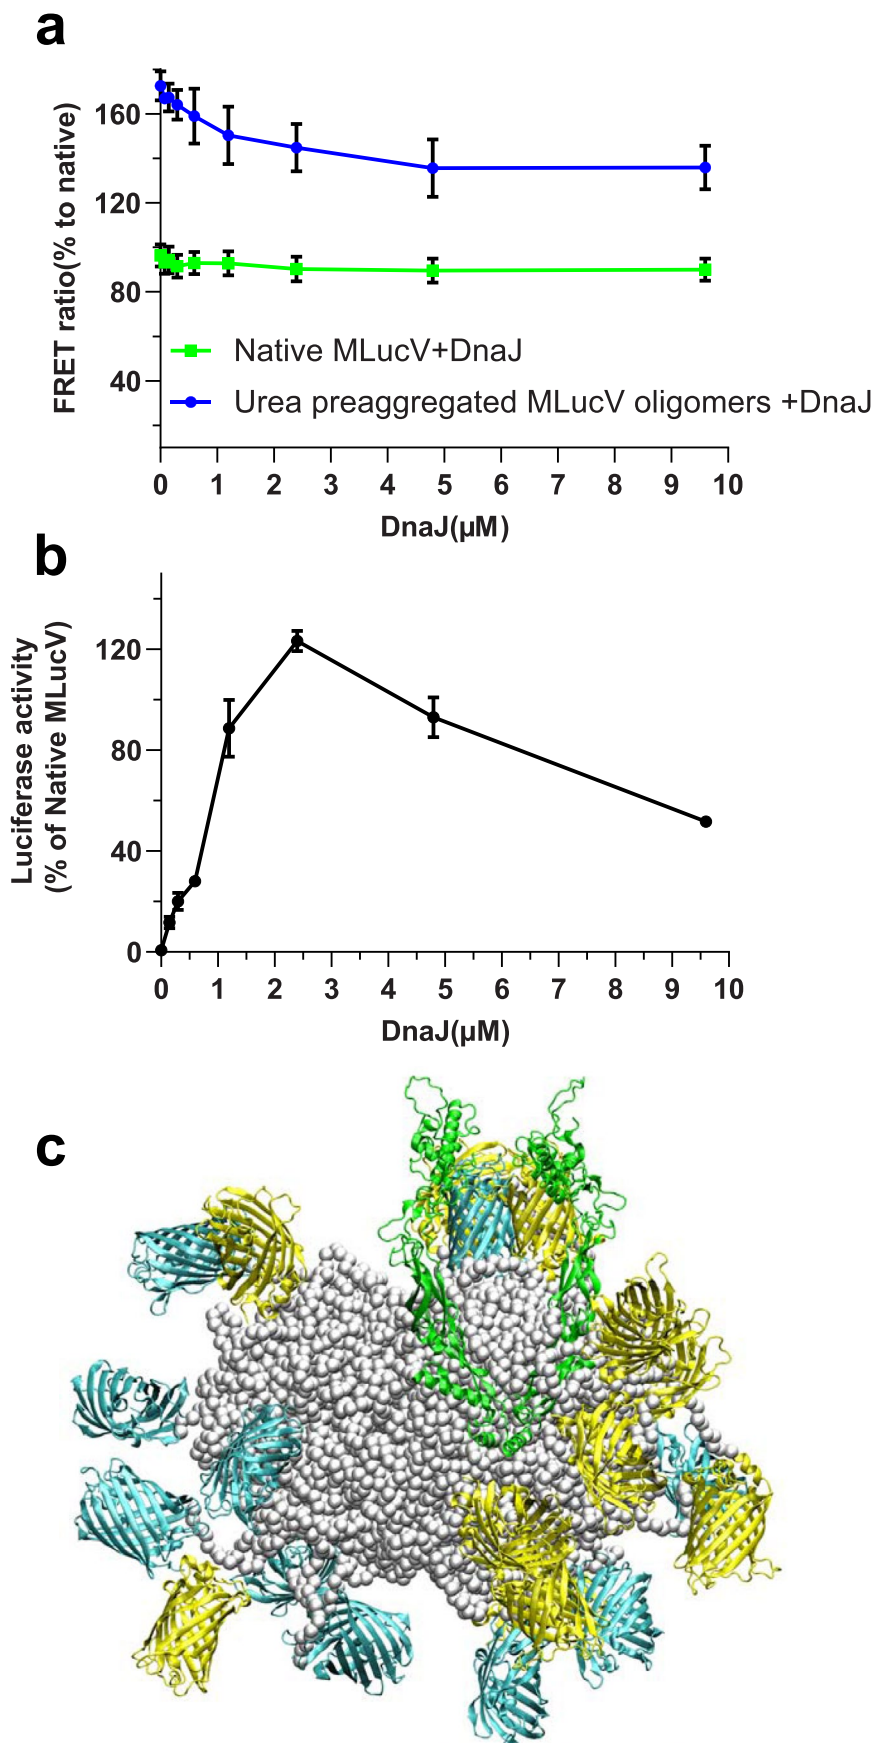 a
FRET ratio(% to native)
160
120
80
40
Native MLucV+DnaJ
Urea preaggregated MLucV oligomers +DnaJ
0 1 2 3 4 5 6 7 8 9 10
DnaJ(µM)
b
Luciferase activity
(% of Native MLucV)
120
80
40
0
0 1 2 3 4 5 6 7 8 9 10
DnaJ(µM)
c